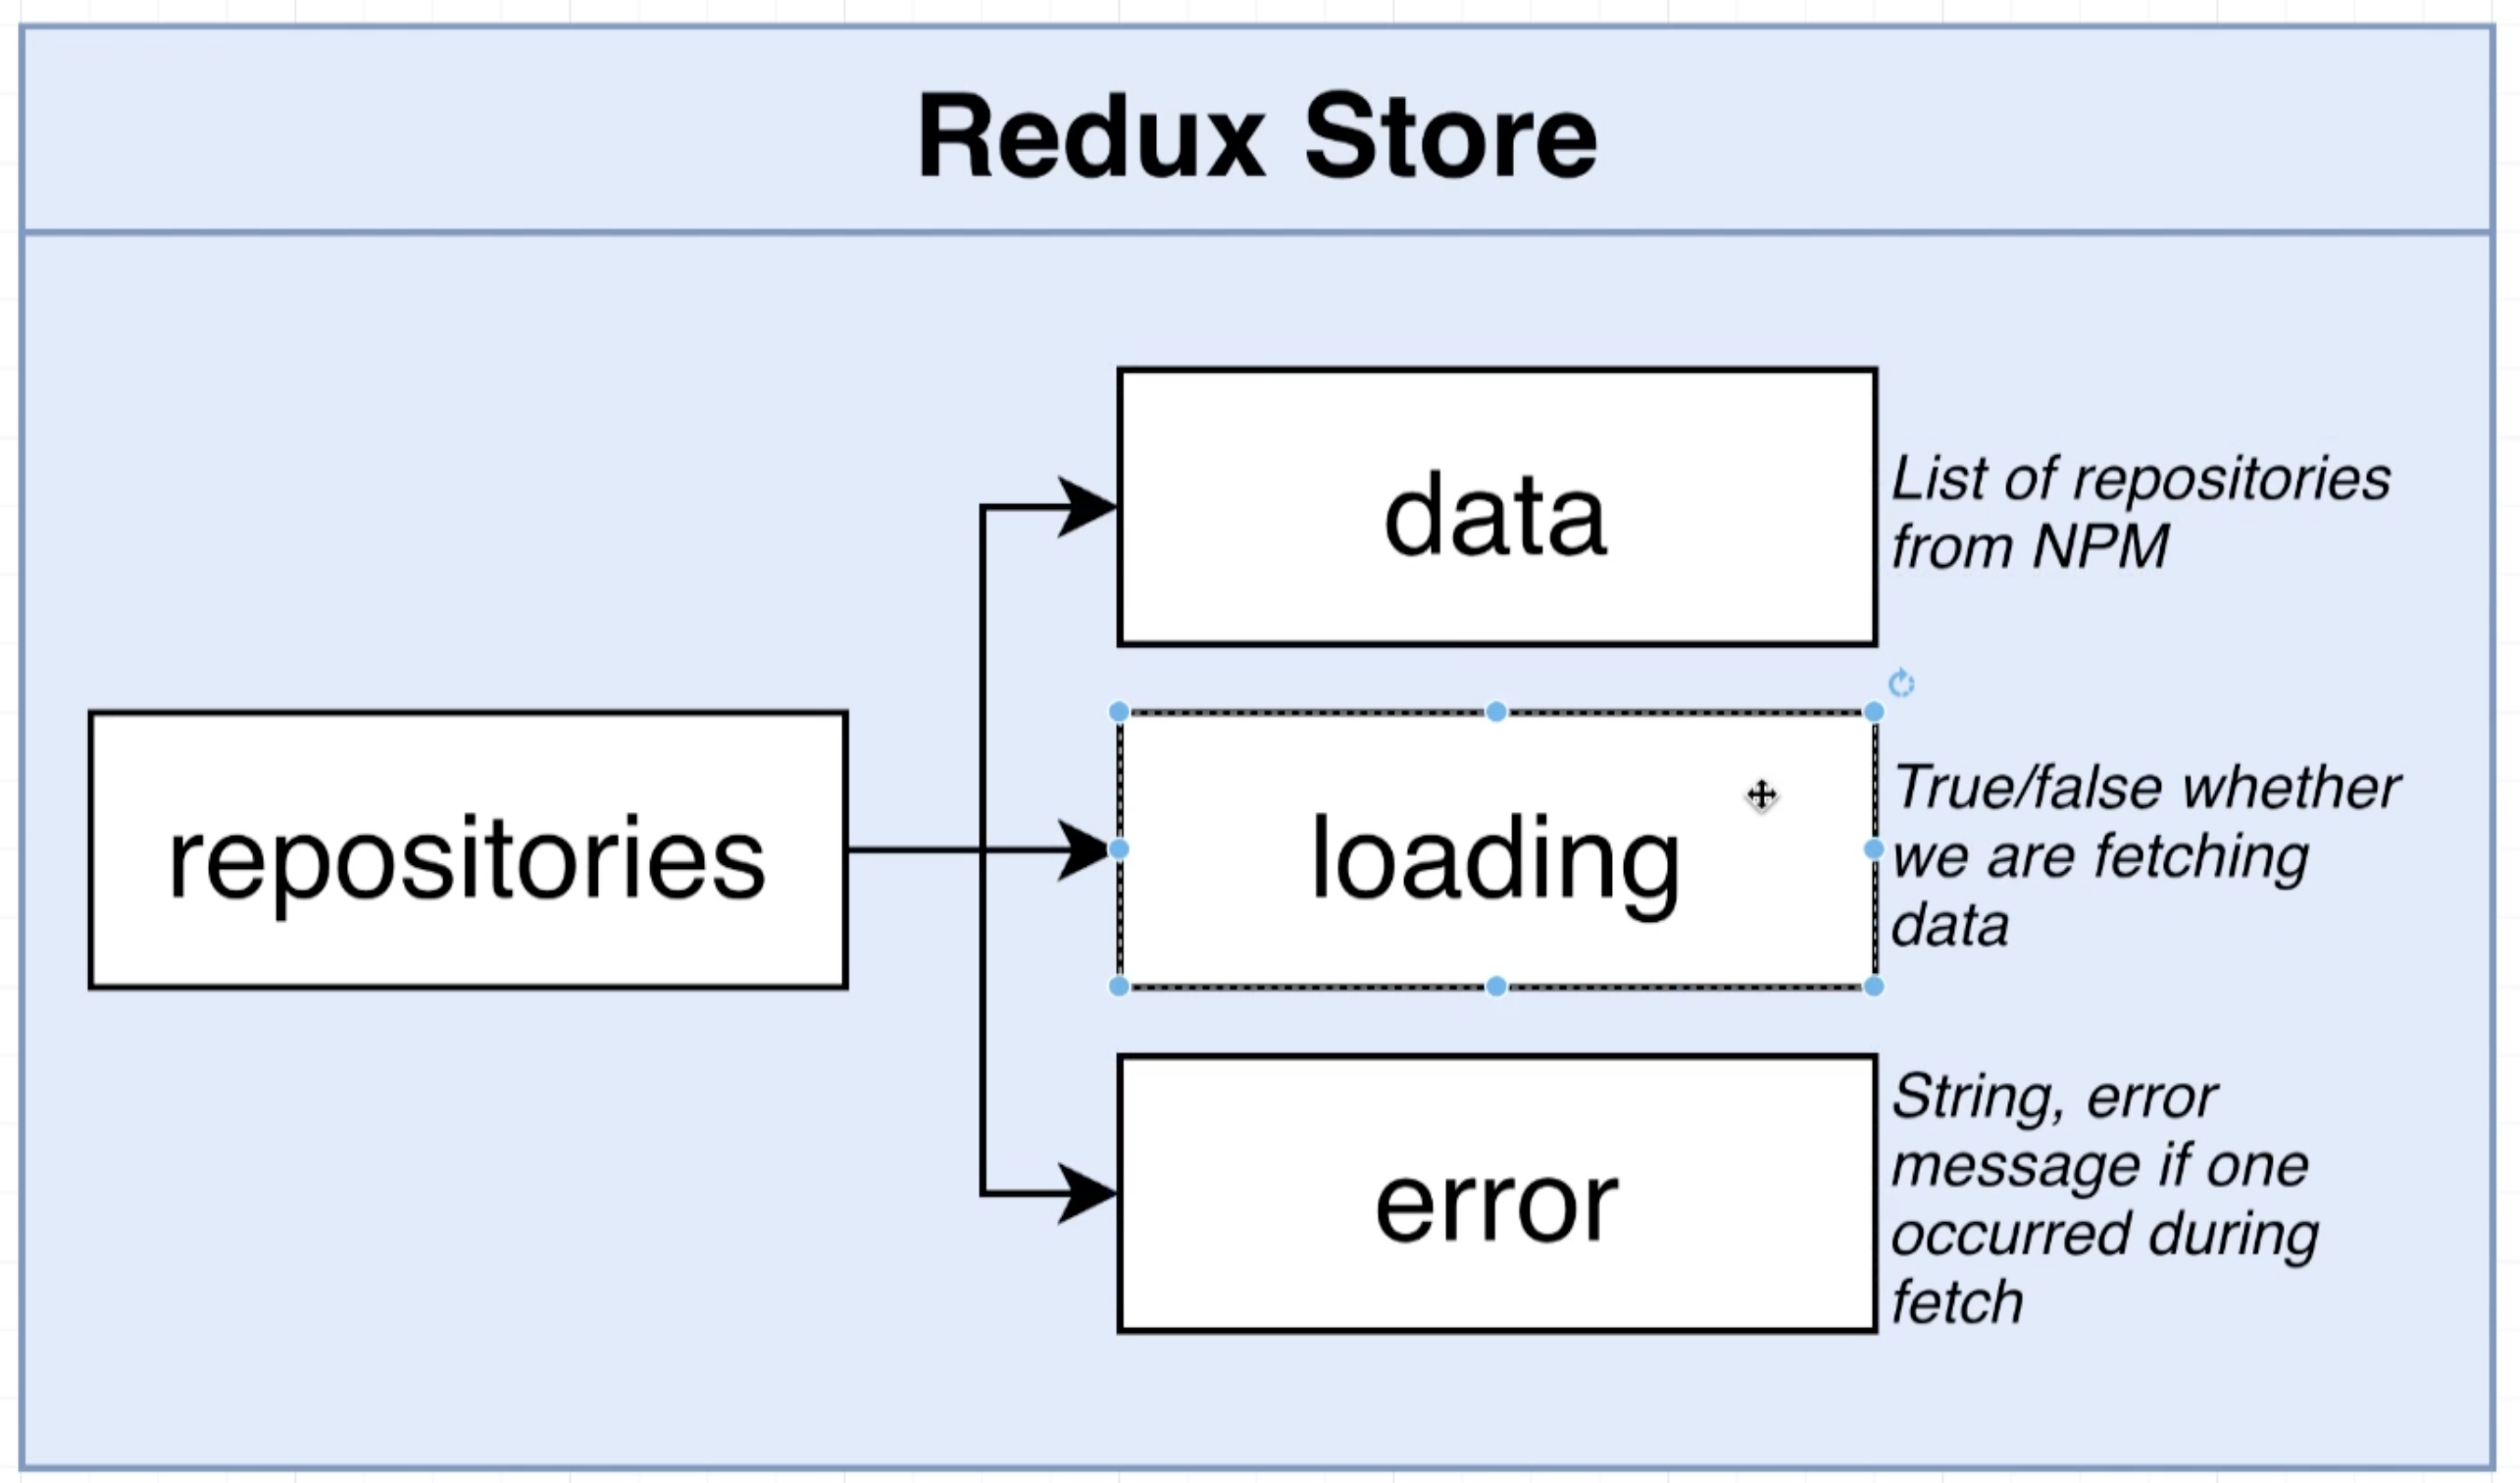 Redux Store
data
List of repositories
from NPM
repositories
loading
True/false whether
we are fetching
data
error
String, error
message if one
occurred during
fetch